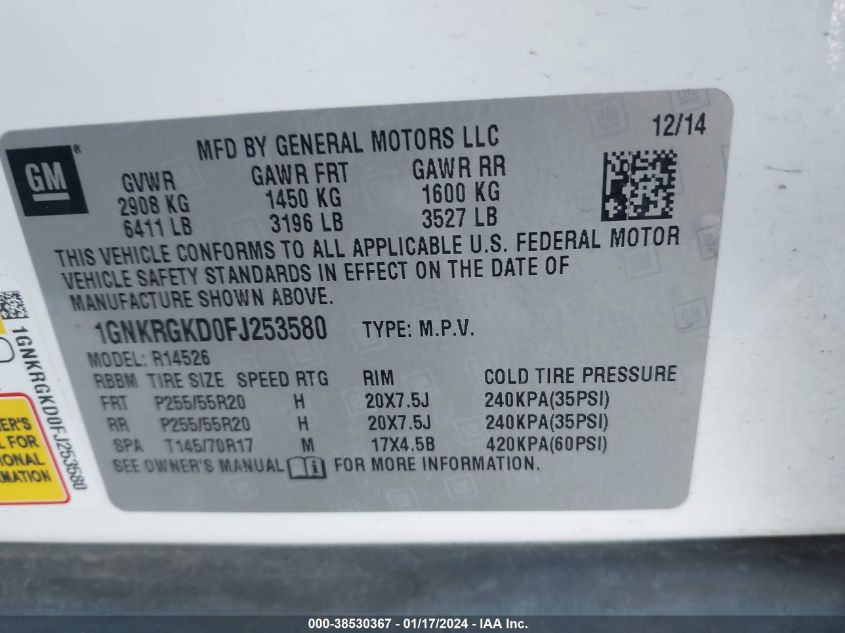 MFD BY GENERAL MOTORS LLC 12/14
GM®
GVWR GAWR FRT GAWR RR
2908 KG 1450 KG 1600 KG
6411 LB 3196 LB 3527 LB
THIS VEHICLE CONFORMS TO ALL APPLICABLE U.S. FEDERAL MOTOR
VEHICLE SAFETY STANDARDS IN EFFECT ON THE DATE OF
MANUFACTURE SHOWN ABOVE.
1GNKRGKD0FJ253580 TYPE: M.P.V.
MODEL: R14526
RBBM TIRE SIZE SPEED RTG RIM COLD TIRE PRESSURE
FRT P255/55R20 H 20X7.5J 240KPA(35PSI)
RR P255/55R20 H 20X7.5J 240KPA(35PSI)
SPA T145/70R17 M 17X4.5B 420KPA(60PSI)
SEE OWNER'S MANUAL FOR MORE INFORMATION.
1GNKRGKD0FJ253580
ER'S
L FOR
IONAL
RMATION
000-38530367 - 01/17/2024 - IAA Inc.